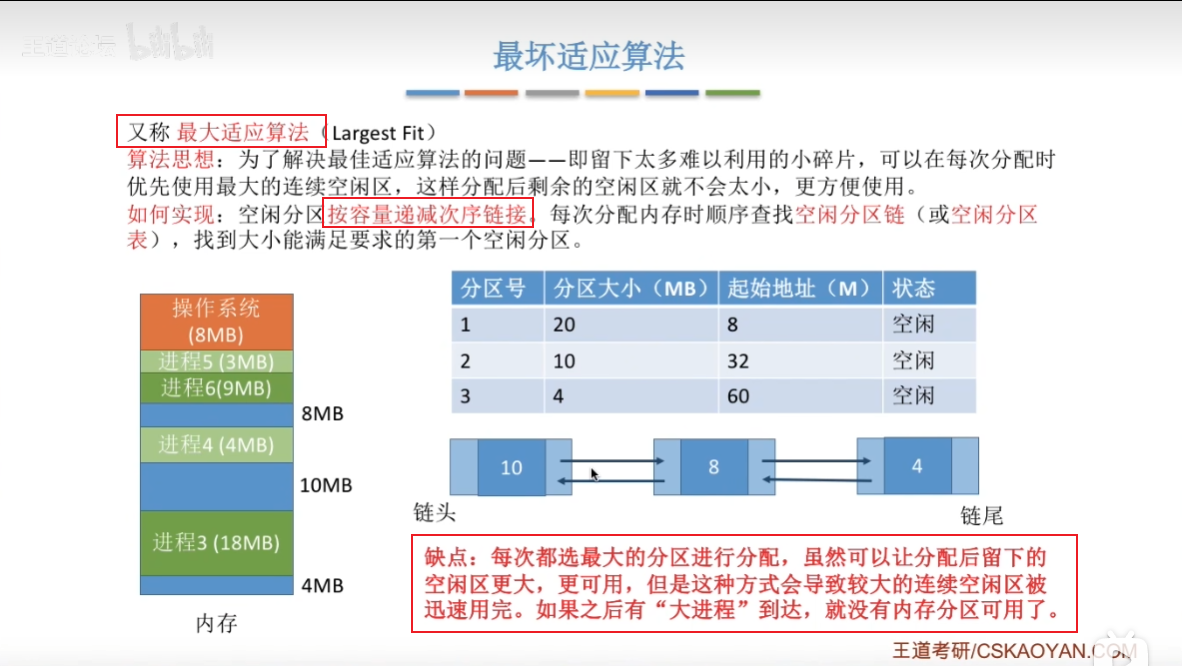 王道论坛 bilibili
最坏适应算法
又称 最大适应算法（Largest Fit）
算法思想：为了解决最佳适应算法的问题——即留下太多难以利用的小碎片，可以在每次分配时
优先使用最大的连续空闲区，这样分配后剩余的空闲区就不会太小，更方便使用。
如何实现：空闲分区按容量递减次序链接。每次分配内存时顺序查找空闲分区链（或空闲分区
表），找到大小能满足要求的第一个空闲分区。
操作系统
(8MB)
进程5 (3MB)
进程6(9MB)
8MB
进程4 (4MB)
10MB
进程3 (18MB)
4MB
内存
分区号 分区大小（MB） 起始地址（M） 状态
1 20 8 空闲
2 10 32 空闲
3 4 60 空闲
10 8 4
链头 链尾
缺点：每次都选最大的分区进行分配，虽然可以让分配后留下的
空闲区更大，更可用，但是这种方式会导致较大的连续空闲区被
迅速用完。如果之后有“大进程”到达，就没有内存分区可用了。
王道考研/CSKAOYAN.COM